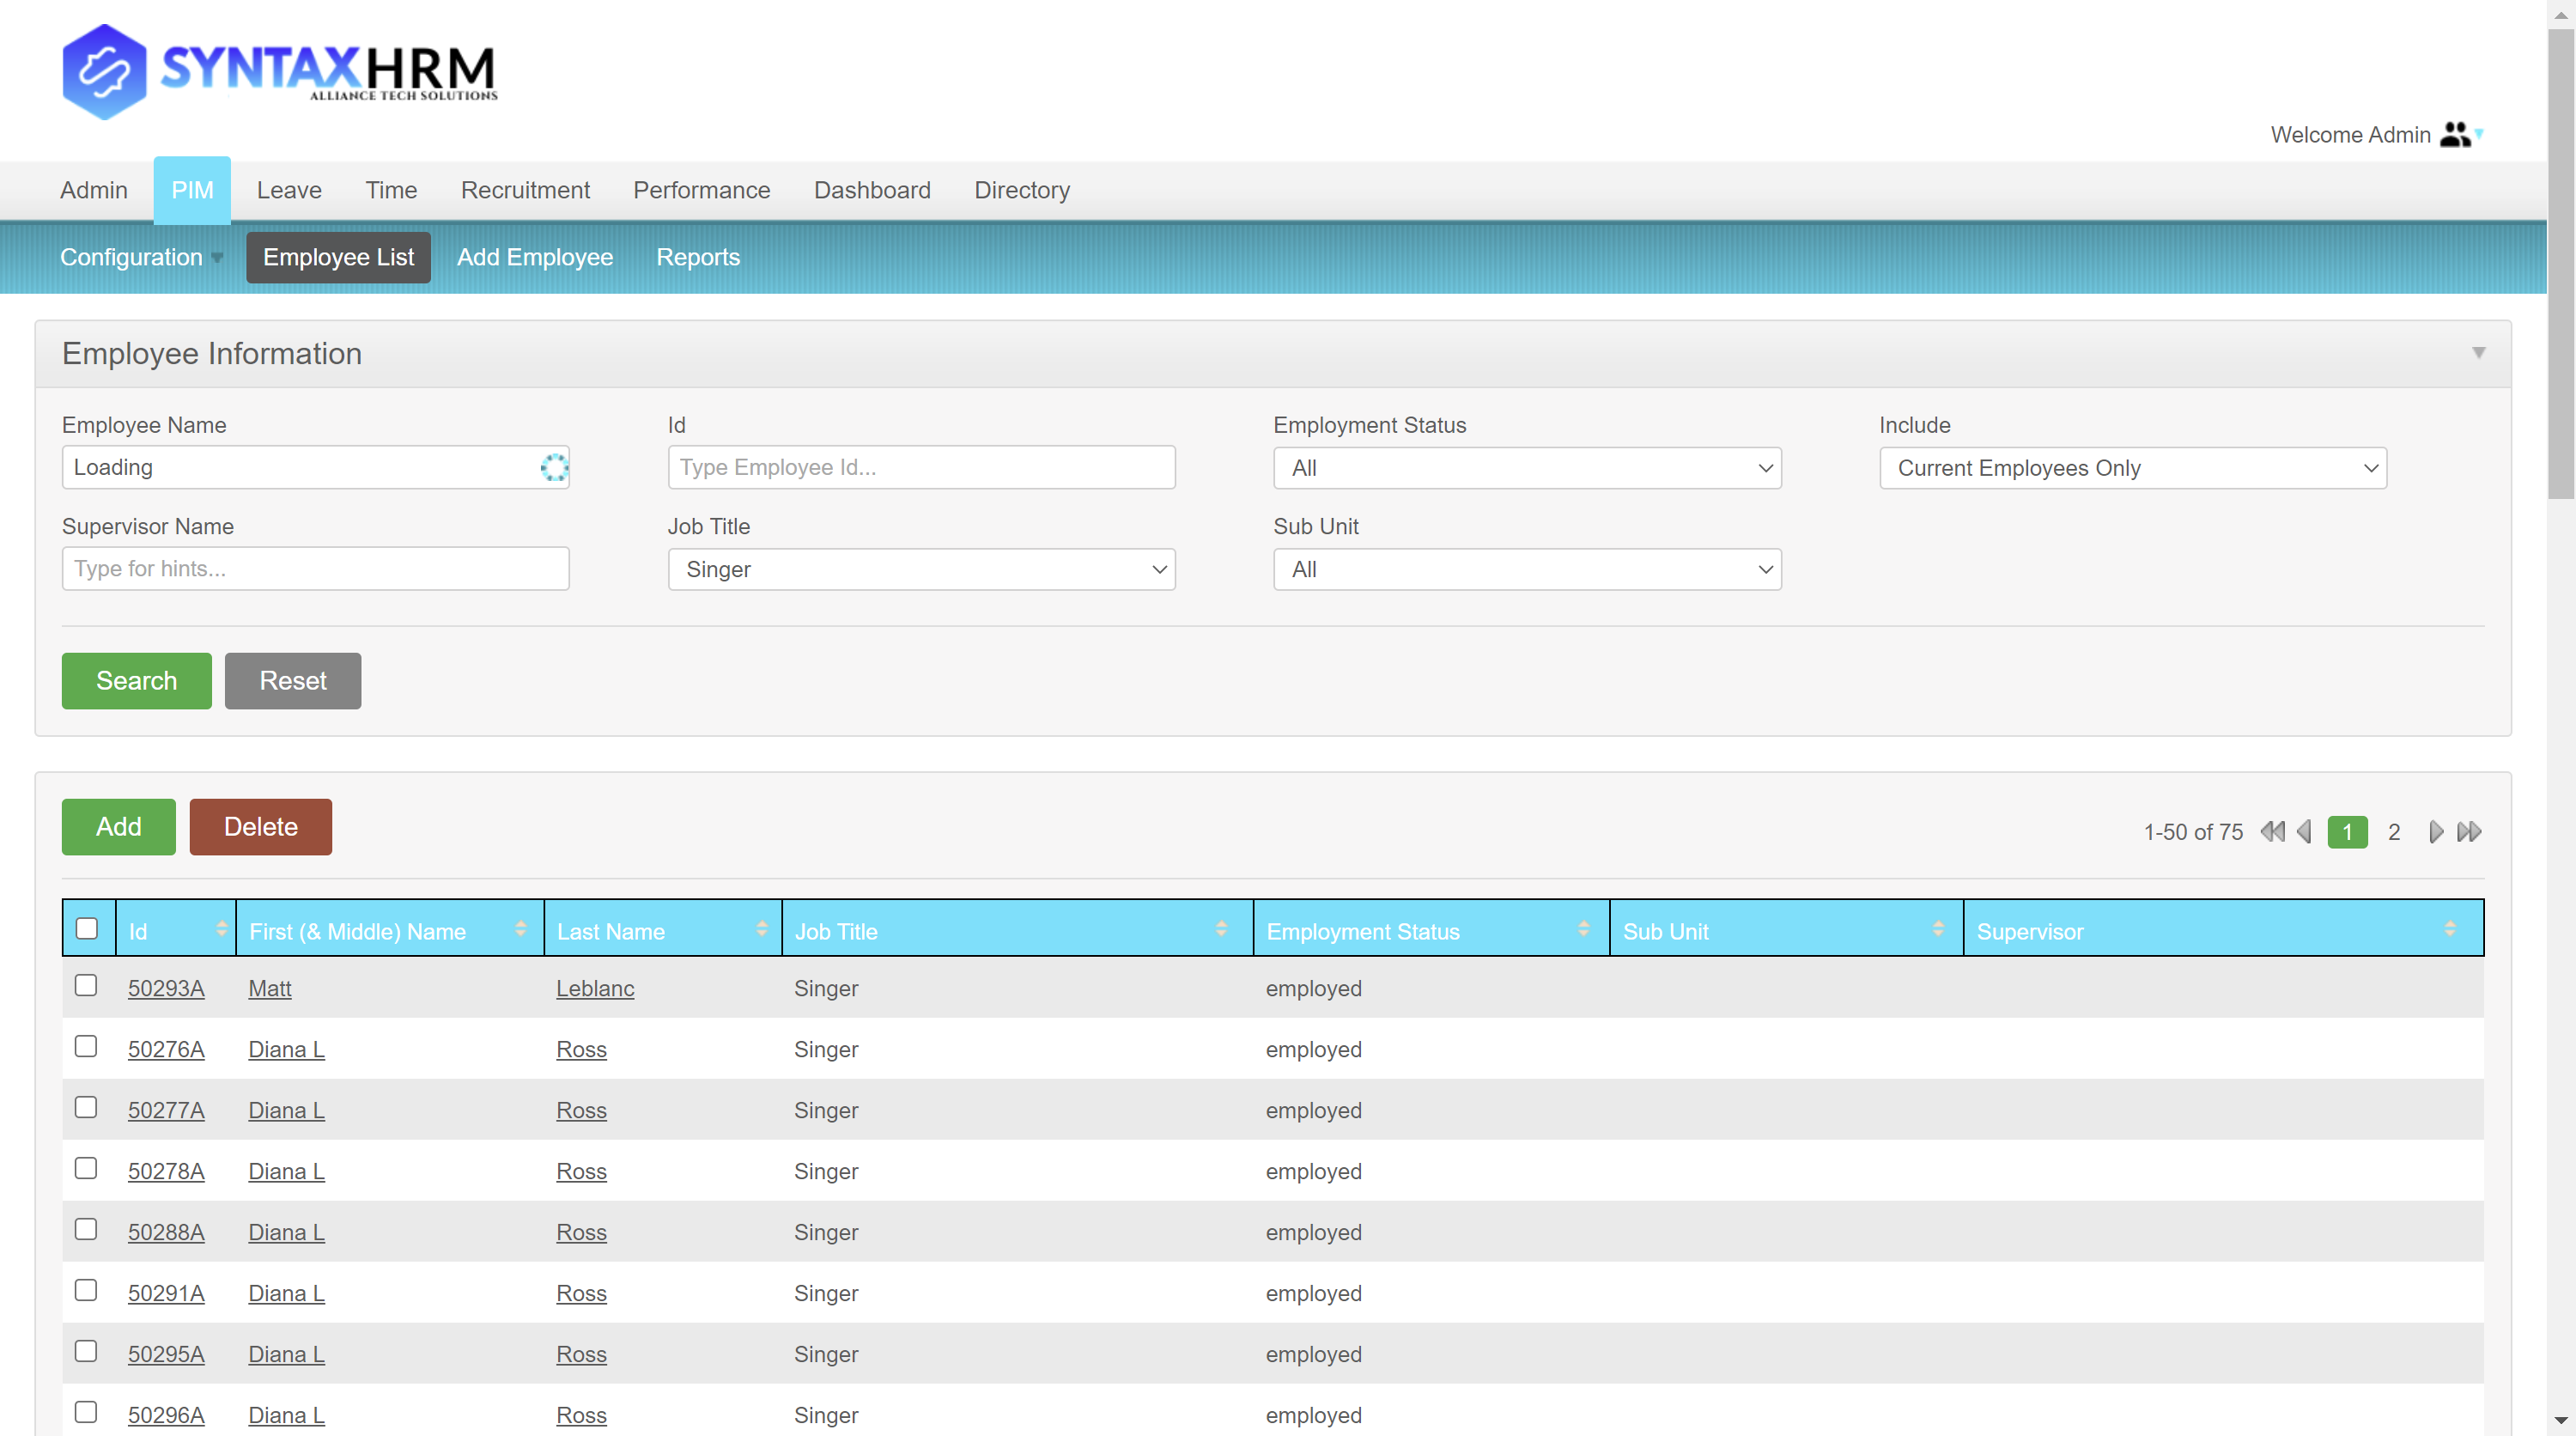 SYNTAXHRM
ALLIANCE TECH SOLUTIONS
Welcome Admin
Admin PIM Leave Time Recruitment Performance Dashboard Directory
Configuration Employee List Add Employee Reports
Employee Information
Employee Name Id Employment Status Include
Loading Type Employee Id... All Current Employees Only
Supervisor Name Job Title Sub Unit
Type for hints... Singer All
Search Reset
Add Delete 1-50 of 75 1 2
Id First (& Middle) Name Last Name Job Title Employment Status Sub Unit Supervisor
50293A Matt Leblanc Singer employed
50276A Diana L Ross Singer employed
50277A Diana L Ross Singer employed
50278A Diana L Ross Singer employed
50288A Diana L Ross Singer employed
50291A Diana L Ross Singer employed
50295A Diana L Ross Singer employed
50296A Diana L Ross Singer employed